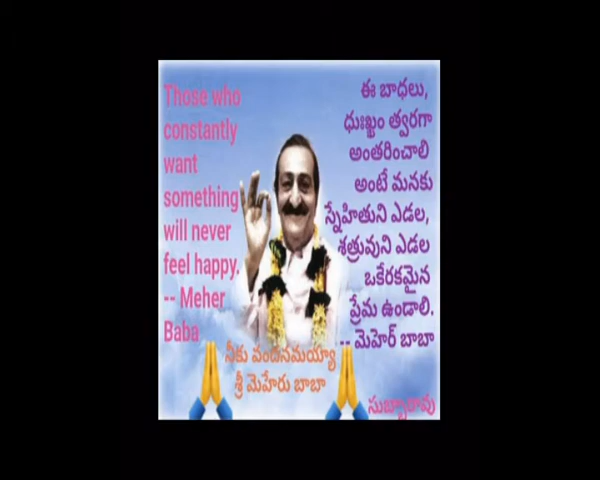 Those who
constantly
want
something
will never
feel happy.
-- Meher
Baba
ఈ బాధలు,
ధుఃఖం త్వరగా
అంతరించాలి
అంటే మనకు
స్నేహితుని ఎడల,
శత్రువుని ఎడల
ఒకేరకమైన
ప్రేమ ఉండాలి.
-- మెహెర్ బాబా
నీకు వందనమయ్యా
శ్రీ మెహేరు బాబా
సుబ్బారావు